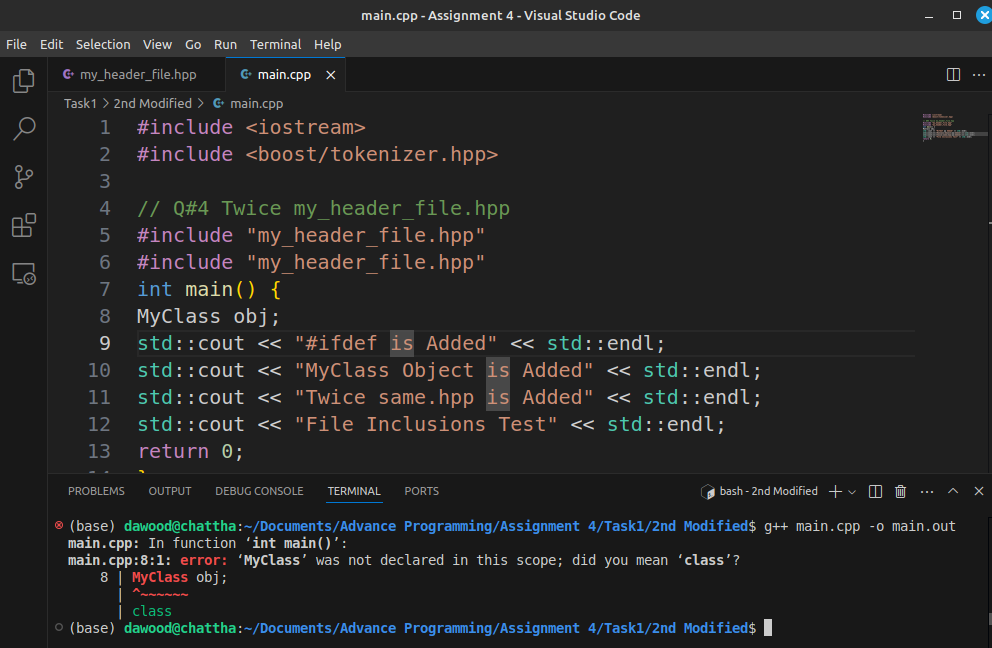 main.cpp - Assignment 4 - Visual Studio Code
File Edit Selection View Go Run Terminal Help
my_header_file.hpp main.cpp
Task1 > 2nd Modified > main.cpp
1 #include <iostream>
2 #include <boost/tokenizer.hpp>
3
4 // Q#4 Twice my_header_file.hpp
5 #include "my_header_file.hpp"
6 #include "my_header_file.hpp"
7 int main() {
8 MyClass obj;
9 std::cout << "#ifdef is Added" << std::endl;
10 std::cout << "MyClass Object is Added" << std::endl;
11 std::cout << "Twice same.hpp is Added" << std::endl;
12 std::cout << "File Inclusions Test" << std::endl;
13 return 0;
14 }
PROBLEMS OUTPUT DEBUG CONSOLE TERMINAL PORTS bash - 2nd Modified
(base) dawood@chattha:~/Documents/Advance Programming/Assignment 4/Task1/2nd Modified$ g++ main.cpp -o main.out
main.cpp: In function ‘int main()’:
main.cpp:8:1: error: ‘MyClass’ was not declared in this scope; did you mean ‘class’?
8 | MyClass obj;
| ^~~~~~~
| class
(base) dawood@chattha:~/Documents/Advance Programming/Assignment 4/Task1/2nd Modified$